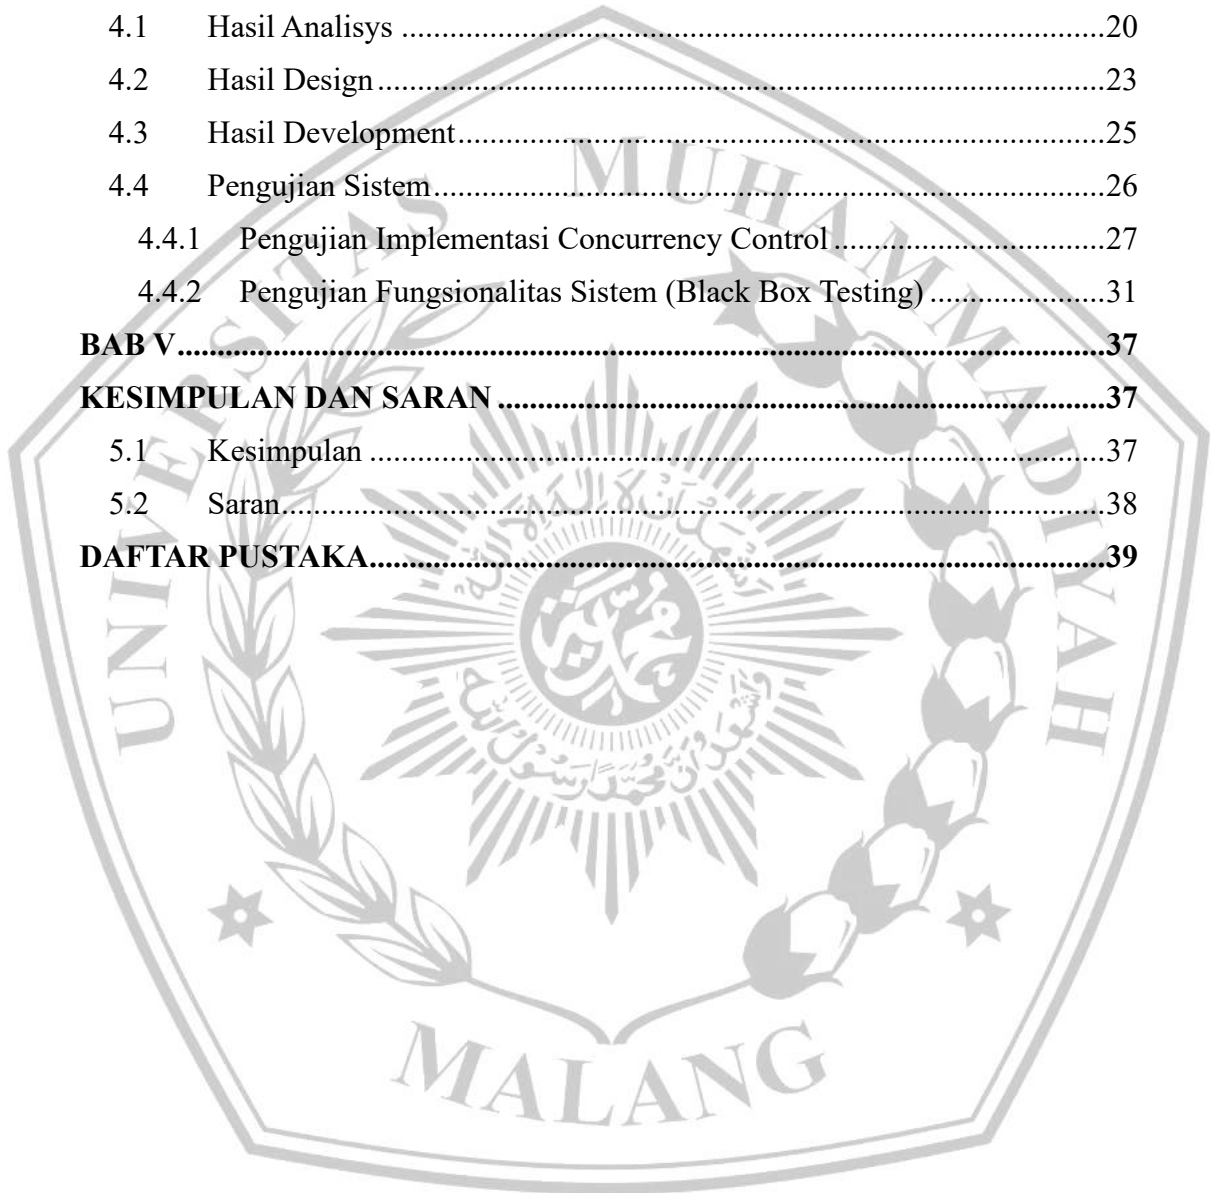 4.1 Hasil Analisys ........ 20
4.2 Hasil Design ........ 23
4.3 Hasil Development ........ 25
4.4 Pengujian Sistem ........ 26
4.4.1 Pengujian Implementasi Concurrency Control ........ 27
4.4.2 Pengujian Fungsionalitas Sistem (Black Box Testing) ........ 31
BAB V ........ 37
KESIMPULAN DAN SARAN ........ 37
5.1 Kesimpulan ........ 37
5.2 Saran ........ 38
DAFTAR PUSTAKA ........ 39
UNIVERSITAS MUHAMMADIYAH
MALANG